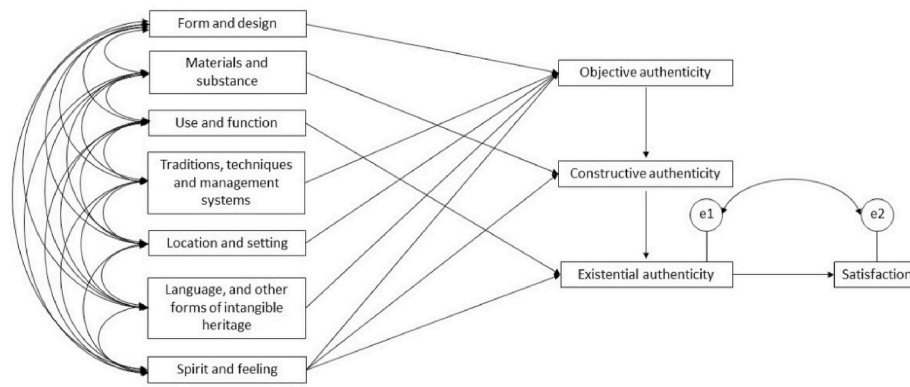 Form and design
Materials and
substance
Use and function
Traditions, techniques
and management
systems
Location and setting
Language, and other
forms of intangible
heritage
Spirit and feeling
Objective authenticity
Constructive authenticity
Existential authenticity
e1
e2
Satisfaction